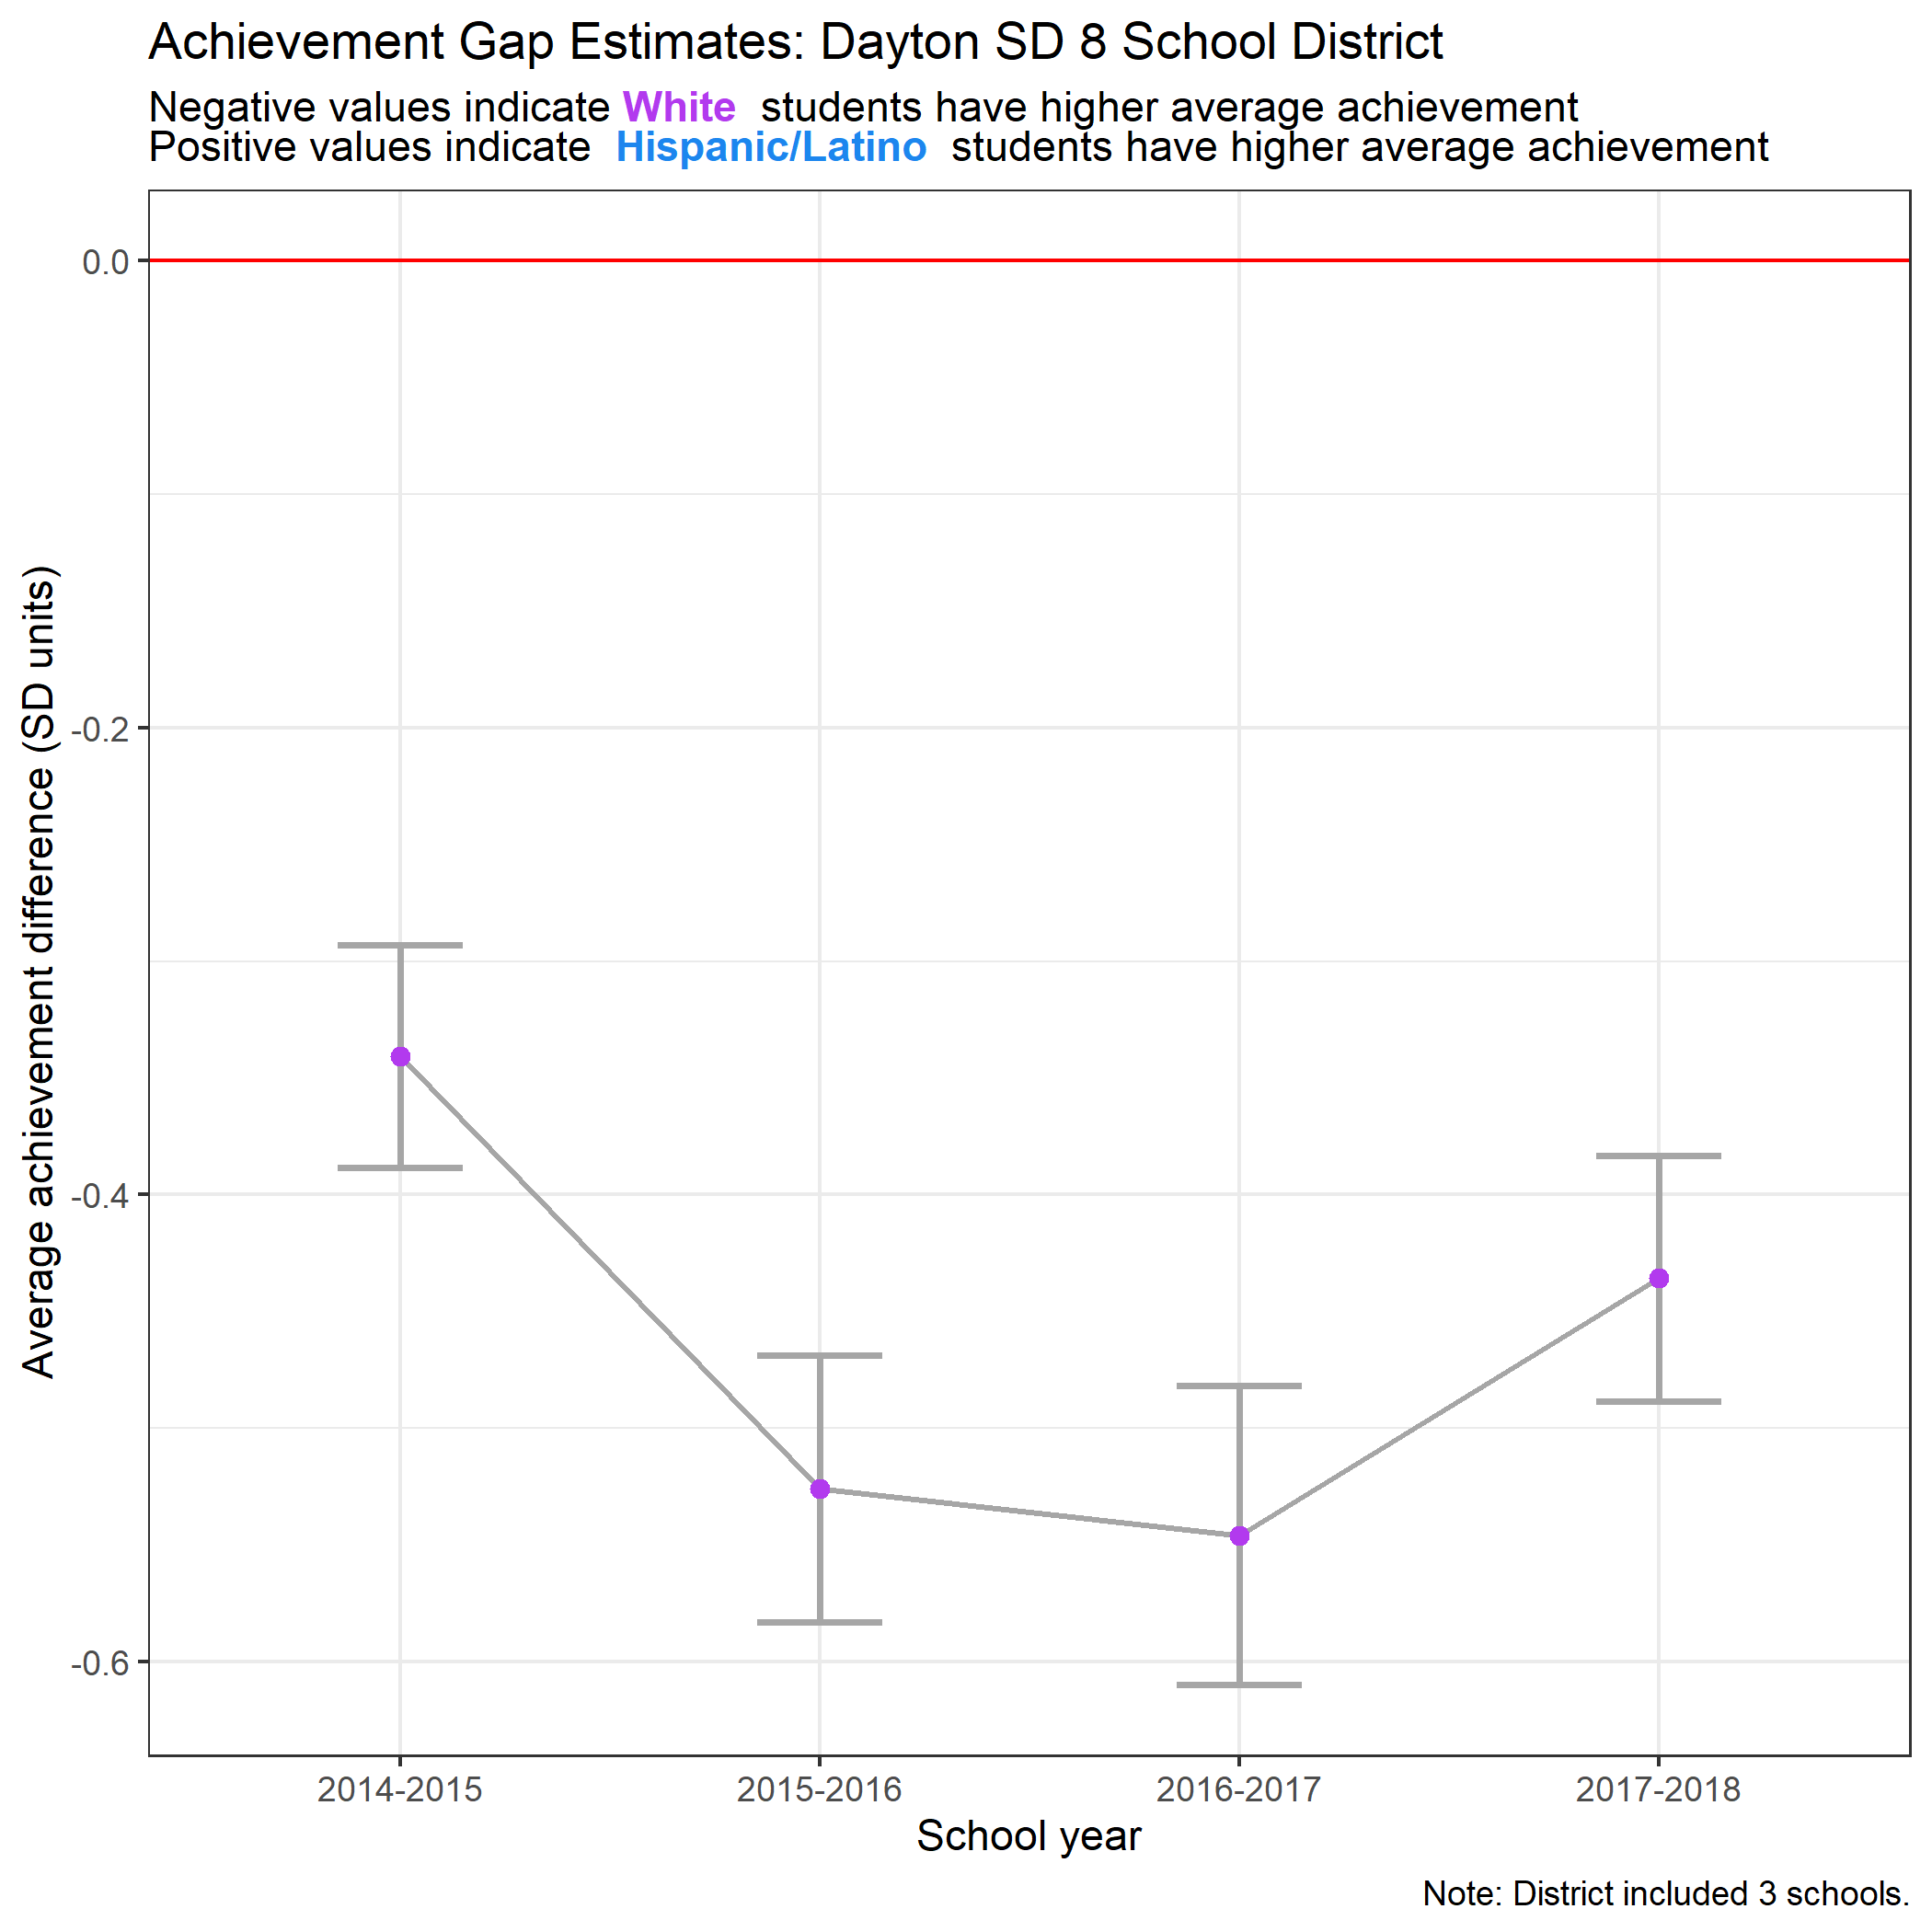 Achievement Gap Estimates: Dayton SD 8 School District
Negative values indicate White students have higher average achievement
Positive values indicate Hispanic/Latino students have higher average achievement
Average achievement difference (SD units)
0.0
-0.2
-0.4
-0.6
2014-2015 2015-2016 2016-2017 2017-2018
School year
Note: District included 3 schools.